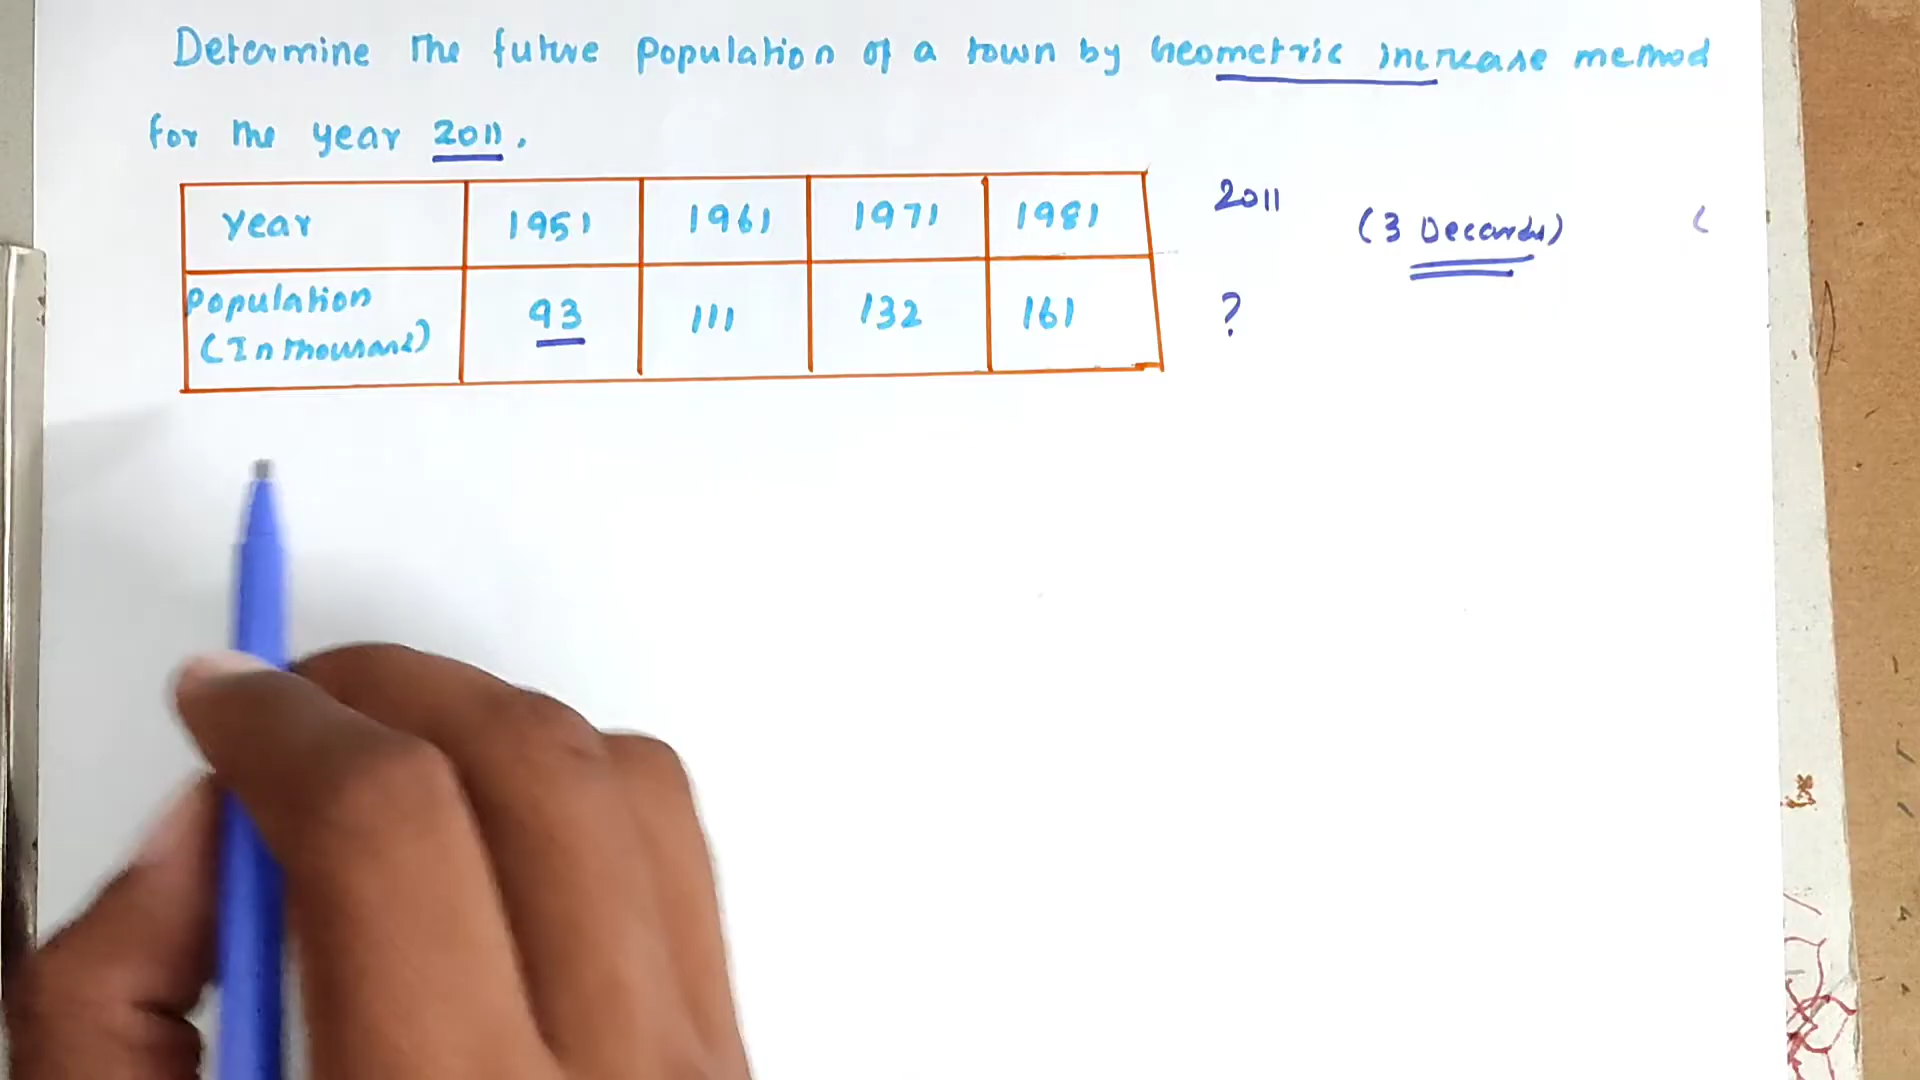 Determine the future population of a town by Geometric increase method
for the year 2011.
year 1951 1961 1971 1981 2011
(3 Decards) (
population
(In thousand) 93 111 132 161 ?